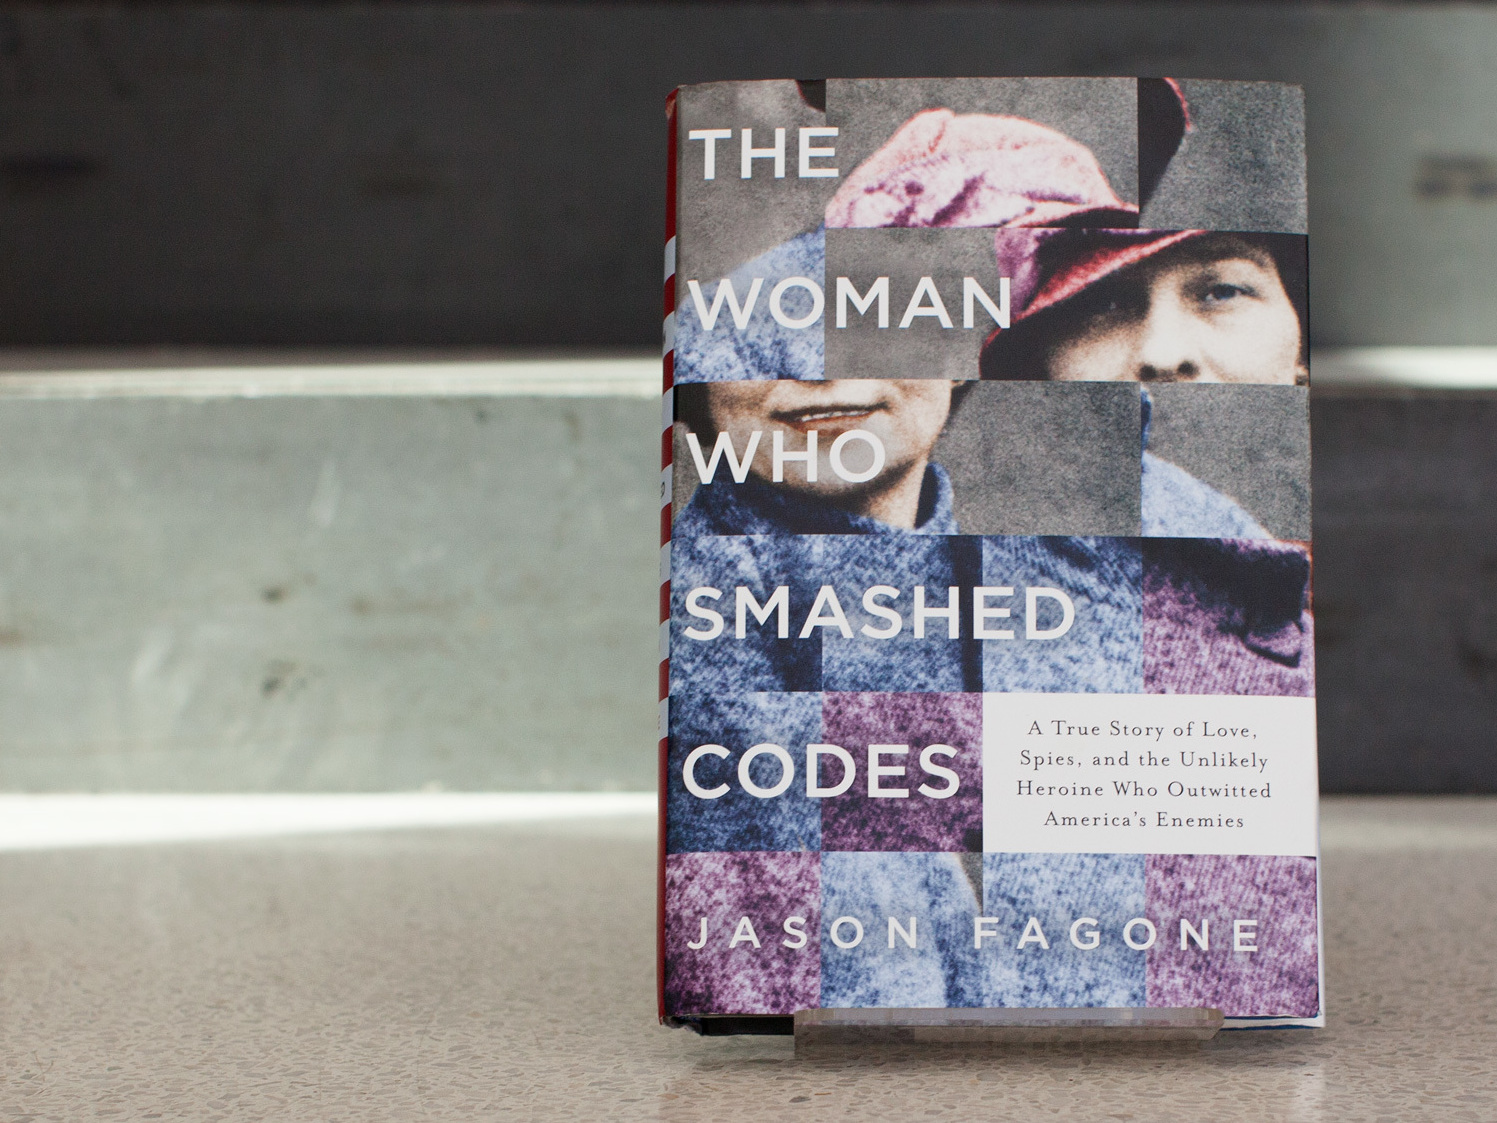 THE
WOMAN
WHO
SMASHED
CODES
A True Story of Love,
Spies, and the Unlikely
Heroine Who Outwitted
America's Enemies
JASON FAGONE